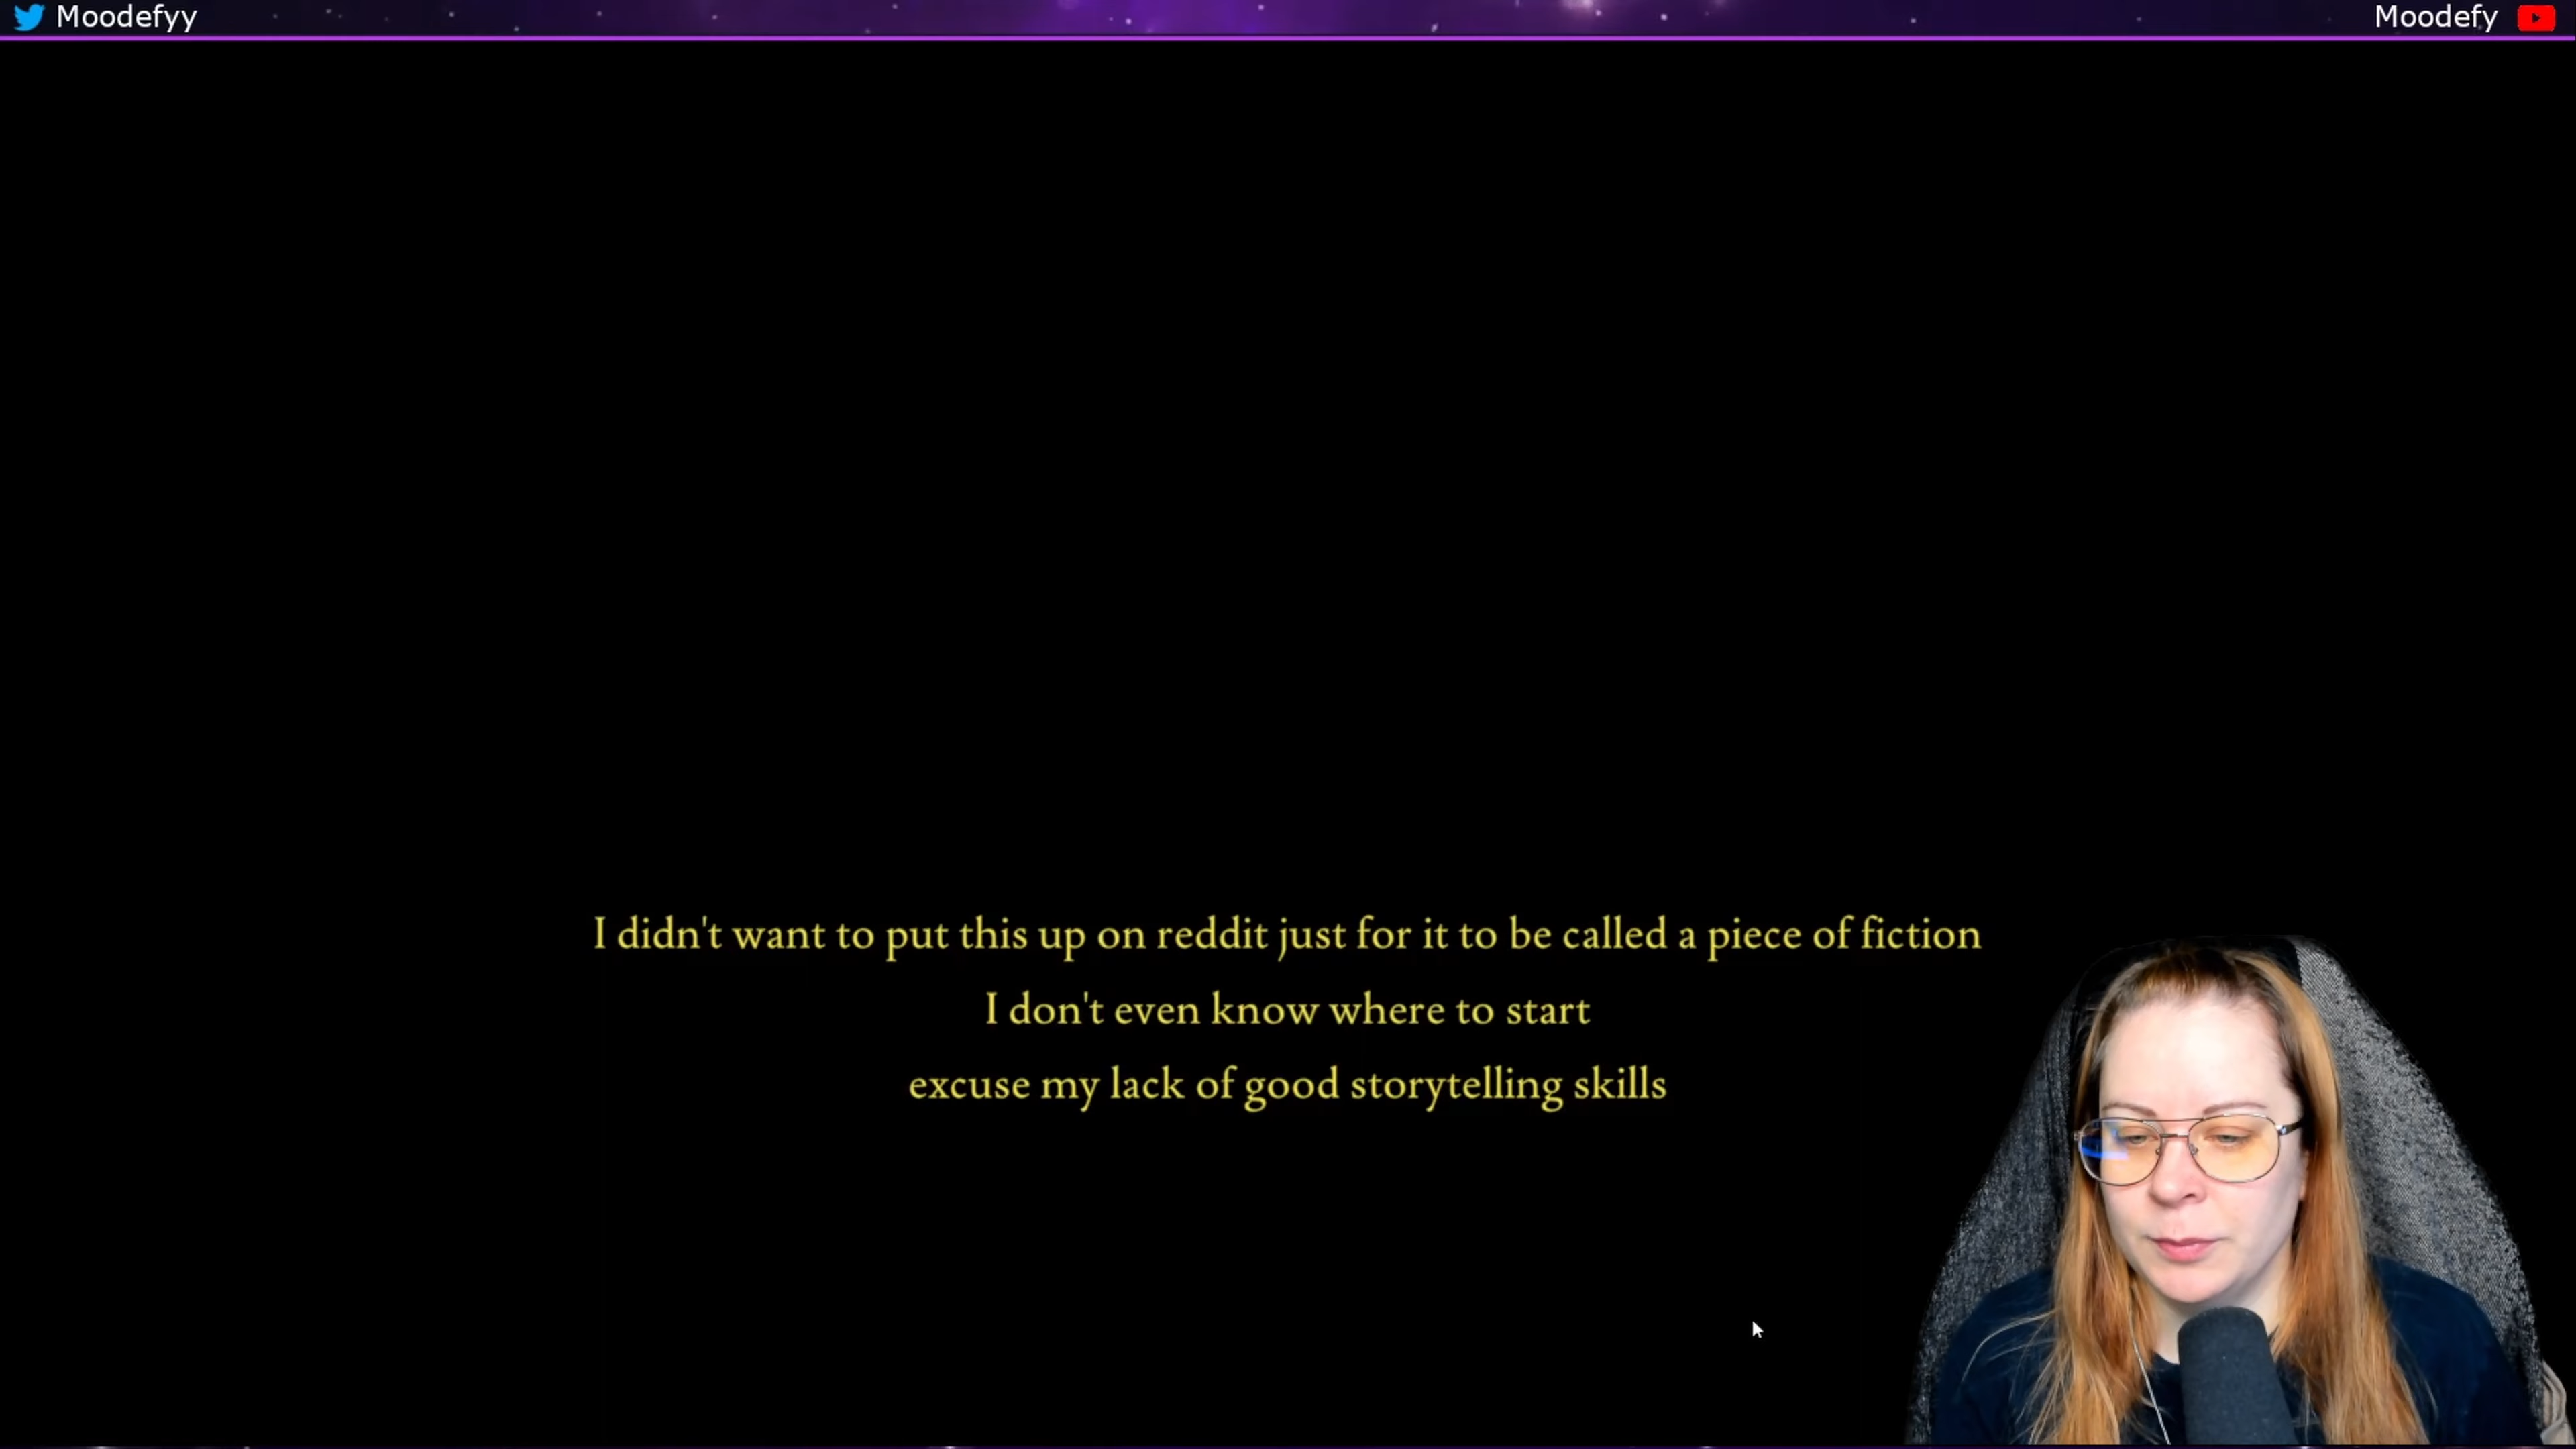 Moodefyy
Moodefy
I didn't want to put this up on reddit just for it to be called a piece of fiction
I don't even know where to start
excuse my lack of good storytelling skills